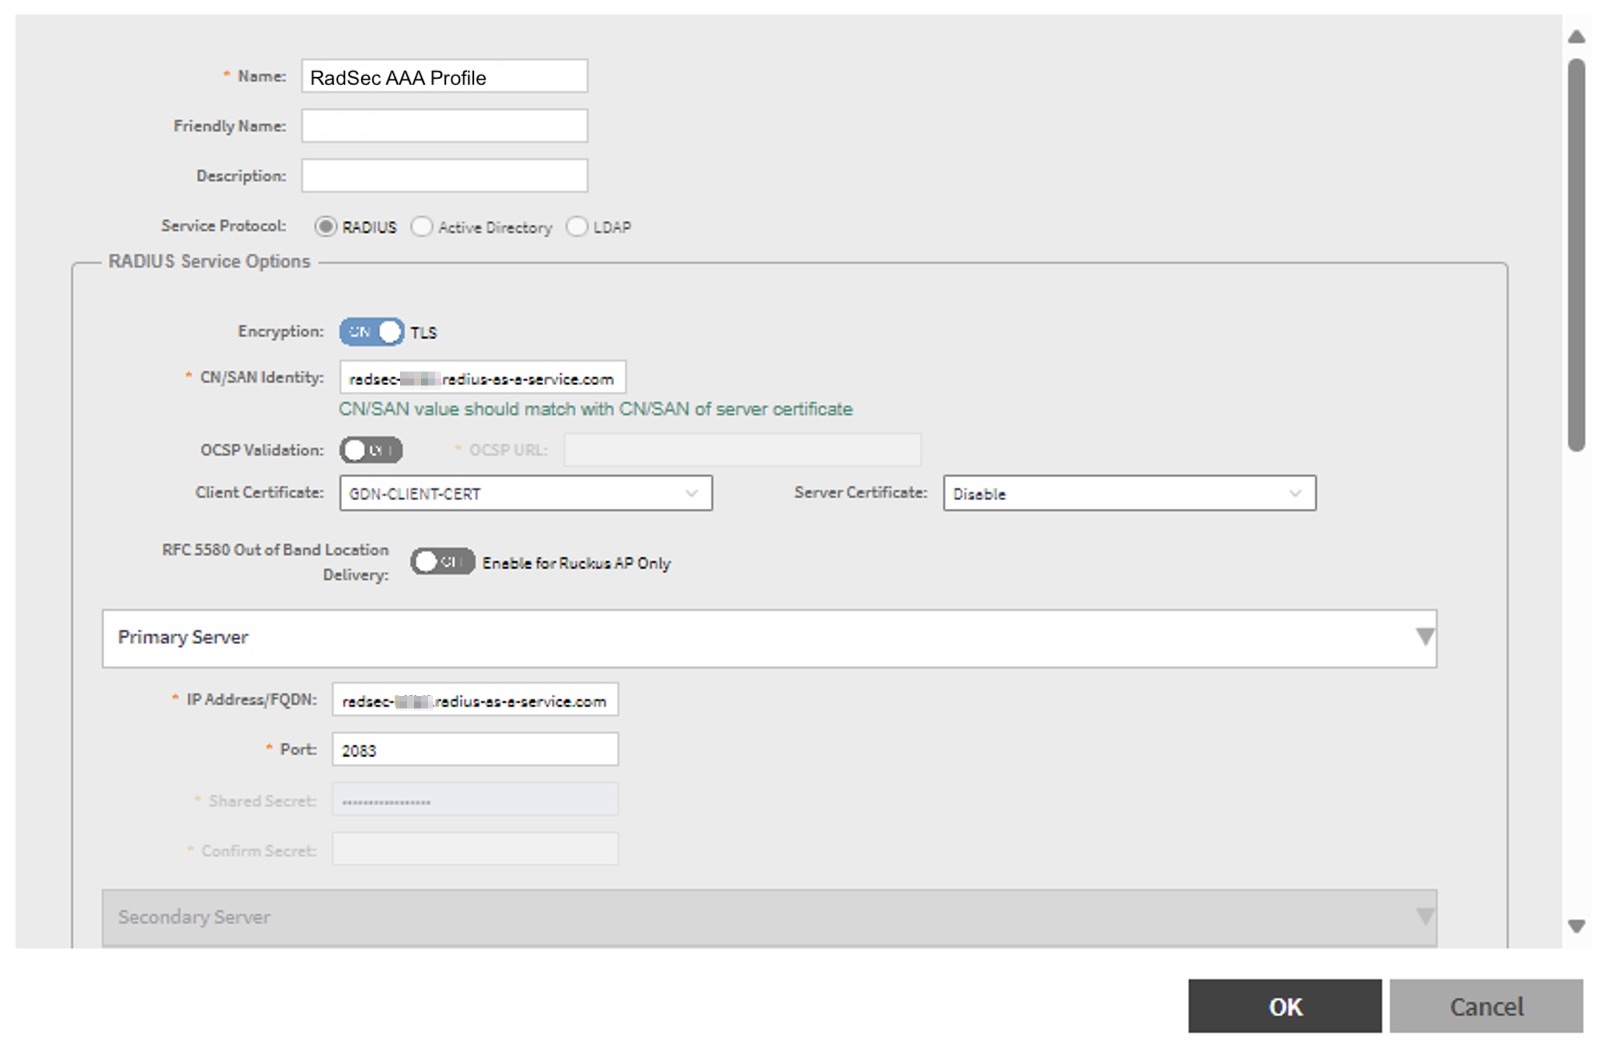 * Name: RadSec AAA Profile
Friendly Name:
Description:
Service Protocol: RADIUS Active Directory LDAP
RADIUS Service Options
Encryption: ON TLS
* CN/SAN Identity: radsec- .radius-as-a-service.com
CN/SAN value should match with CN/SAN of server certificate
OCSP Validation: OFF * OCSP URL:
Client Certificate: GDN-CLIENT-CERT Server Certificate: Disable
RFC 5580 Out of Band Location
Delivery: OFF Enable for Ruckus AP Only
Primary Server
* IP Address/FQDN: radsec- .radius-as-a-service.com
* Port: 2083
* Shared Secret:
* Confirm Secret:
Secondary Server
OK Cancel